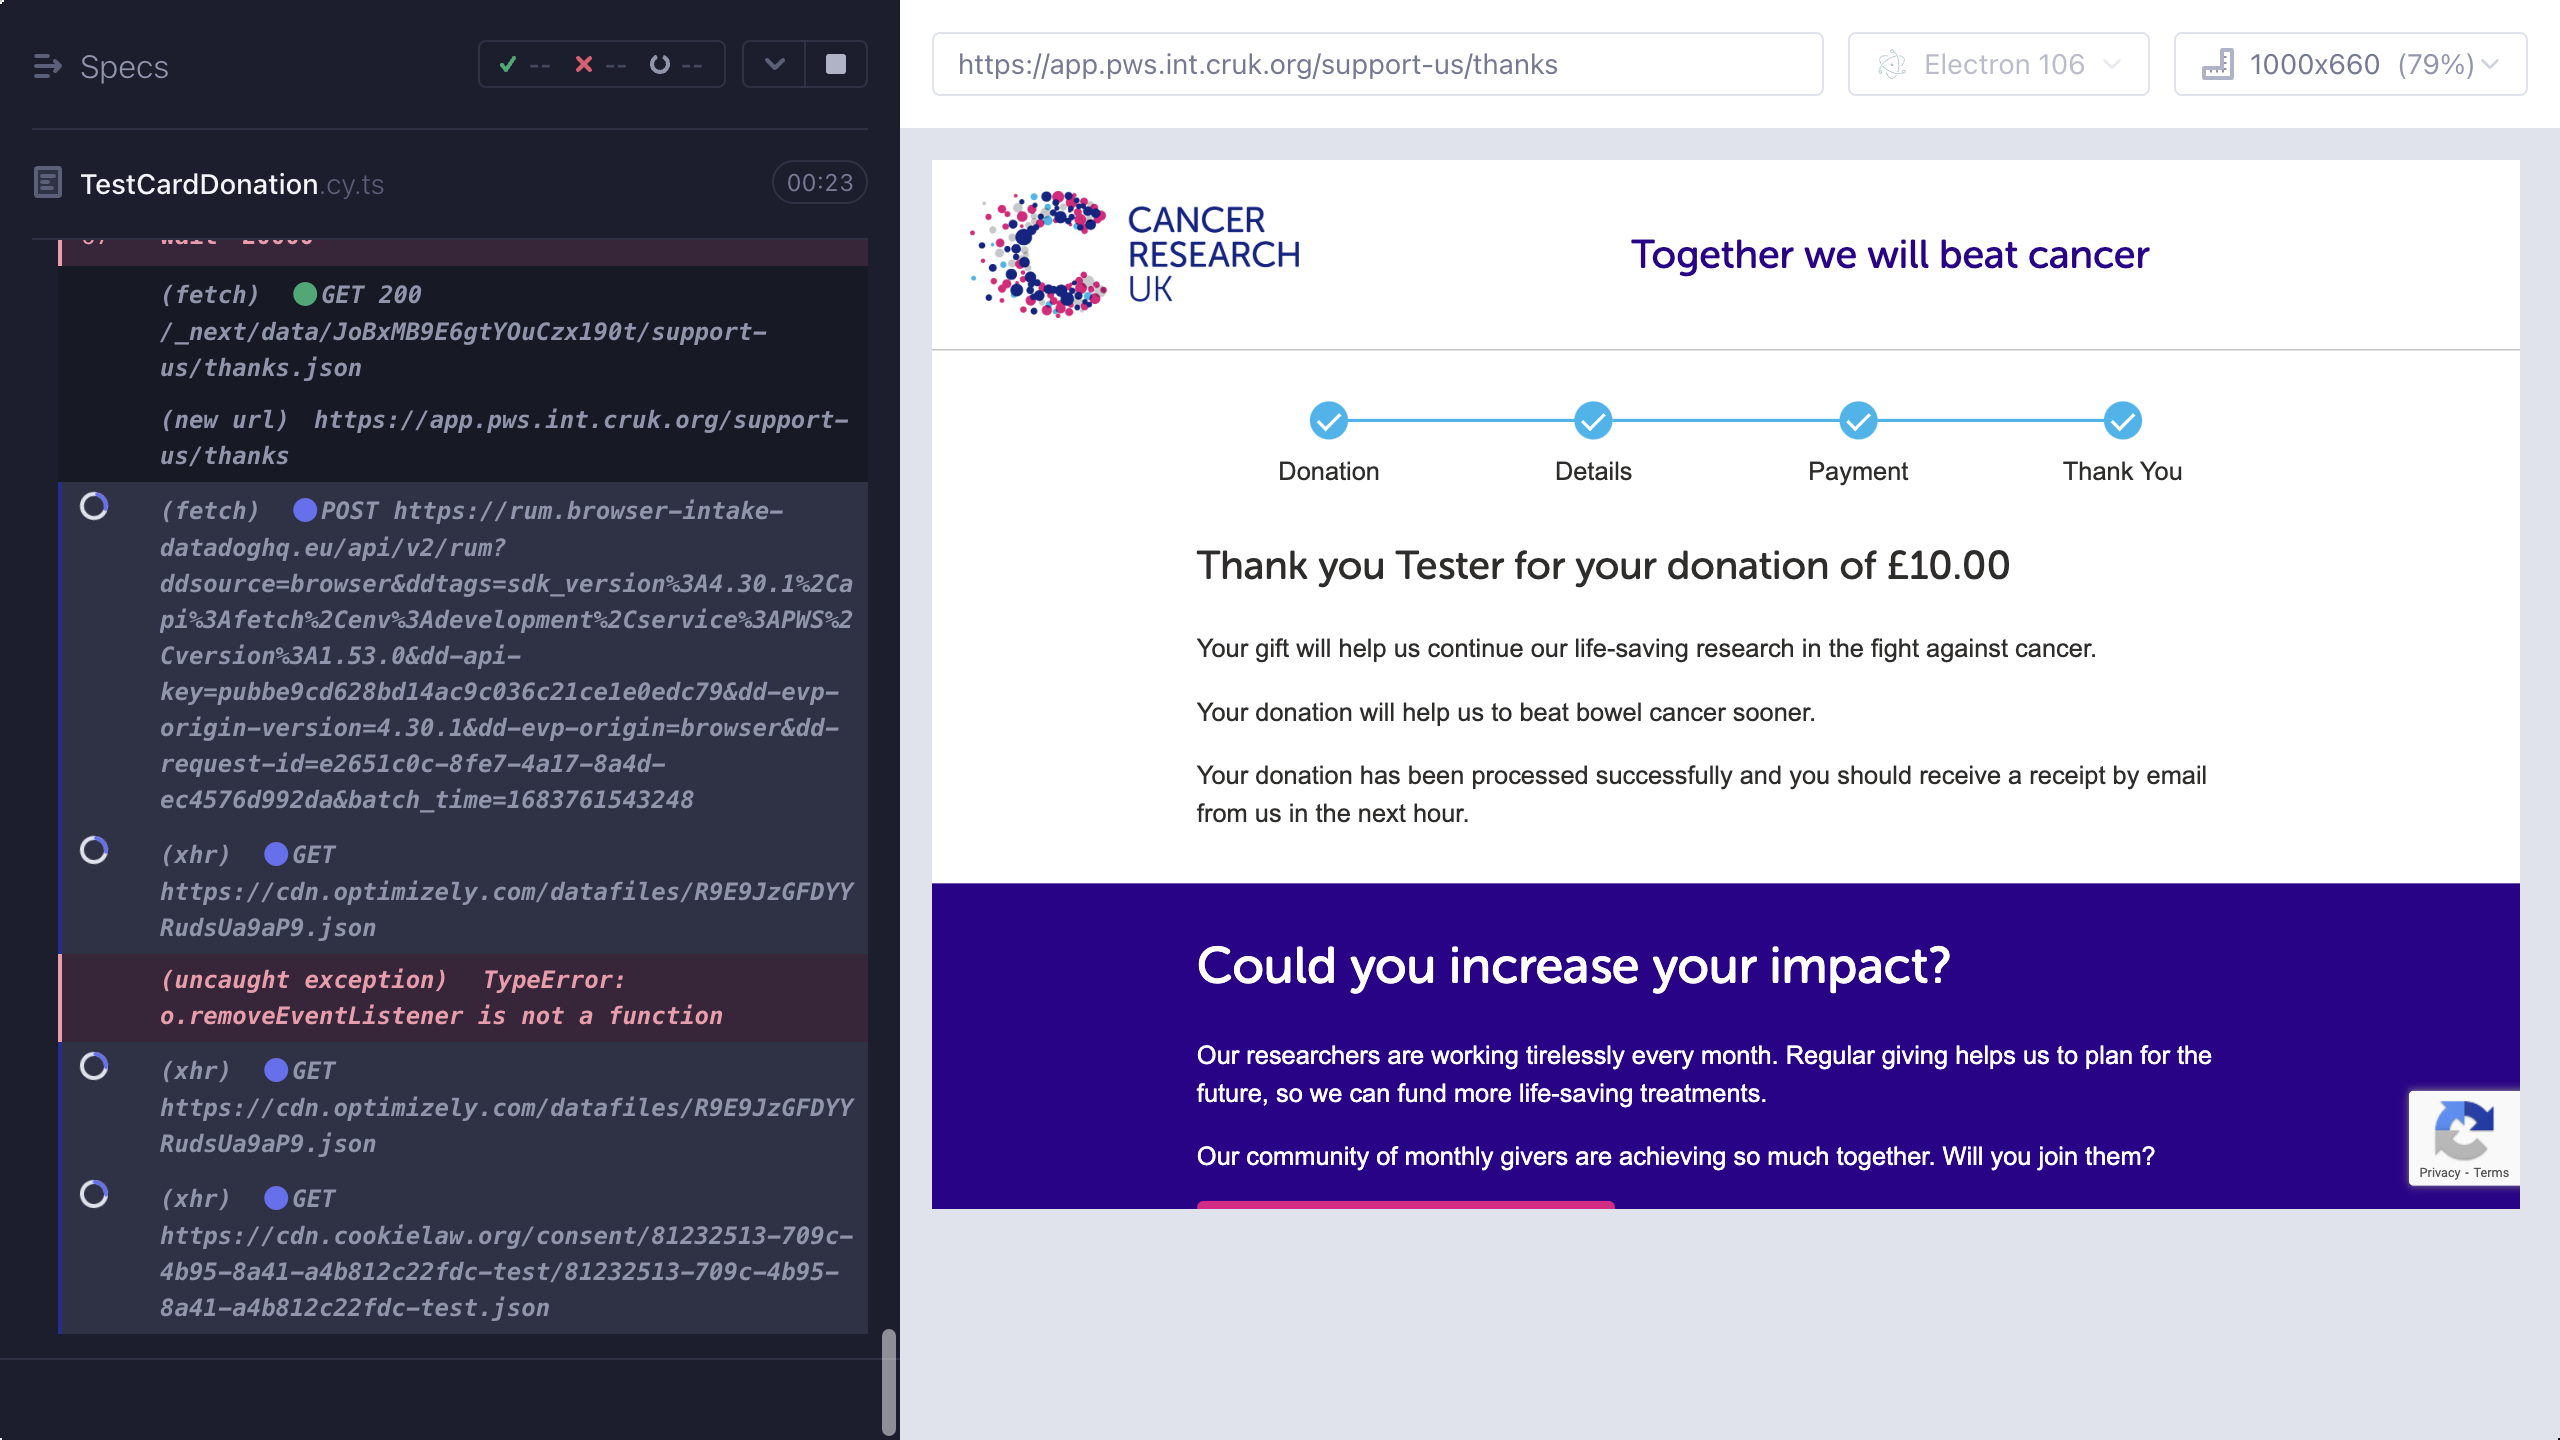 Specs
-- -- --
TestCardDonation.cy.ts
00:23
wait 20000
(fetch) GET 200
/_next/data/JoBxMB9E6gtYOuCzx190t/support-
us/thanks.json
(new url) https://app.pws.int.cruk.org/support-
us/thanks
(fetch) POST https://rum.browser-intake-
datadoghq.eu/api/v2/rum?
ddsource=browser&ddtags=sdk_version%3A4.30.1%2Ca
pi%3Afetch%2Cenv%3Adevelopment%2Cservice%3APWS%2
Cversion%3A1.53.0&dd-api-
key=pubbe9cd628bd14ac9c036c21ce1e0edc79&dd-evp-
origin-version=4.30.1&dd-evp-origin=browser&dd-
request-id=e2651c0c-8fe7-4a17-8a4d-
ec4576d992da&batch_time=1683761543248
(xhr) GET
https://cdn.optimizely.com/datafiles/R9E9JzGFDYY
RudsUa9aP9.json
(uncaught exception) TypeError:
o.removeEventListener is not a function
(xhr) GET
https://cdn.optimizely.com/datafiles/R9E9JzGFDYY
RudsUa9aP9.json
(xhr) GET
https://cdn.cookielaw.org/consent/81232513-709c-
4b95-8a41-a4b812c22fdc-test/81232513-709c-4b95-
8a41-a4b812c22fdc-test.json
https://app.pws.int.cruk.org/support-us/thanks
Electron 106
1000x660 (79%)
CANCER
RESEARCH
UK
Together we will beat cancer
Donation Details Payment Thank You
Thank you Tester for your donation of £10.00
Your gift will help us continue our life-saving research in the fight against cancer.
Your donation will help us to beat bowel cancer sooner.
Your donation has been processed successfully and you should receive a receipt by email
from us in the next hour.
Could you increase your impact?
Our researchers are working tirelessly every month. Regular giving helps us to plan for the
future, so we can fund more life-saving treatments.
Our community of monthly givers are achieving so much together. Will you join them?
Privacy - Terms